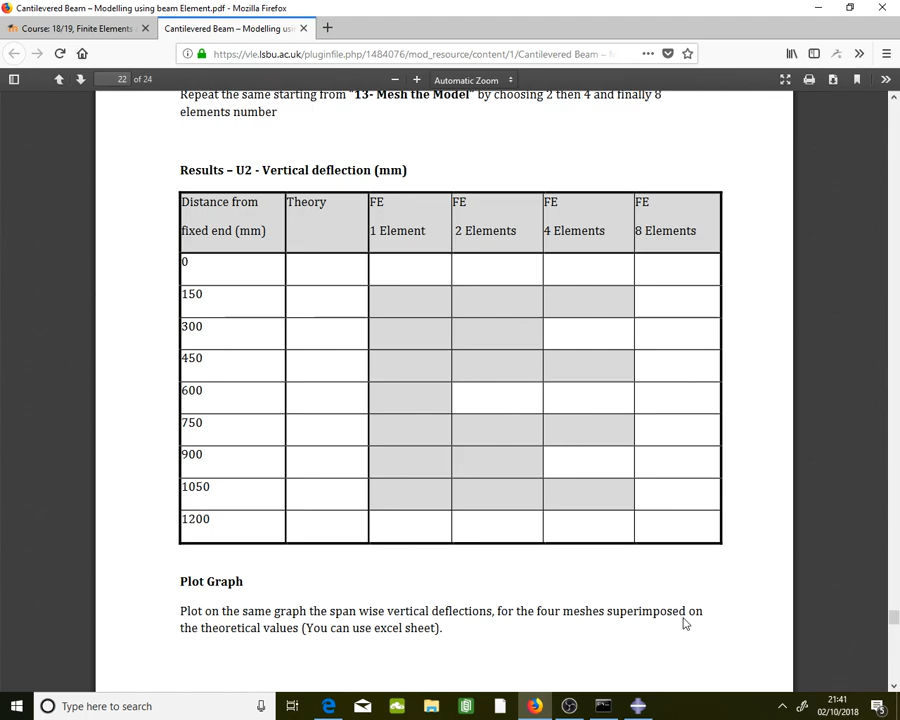 Cantilevered Beam – Modelling using beam Element.pdf - Mozilla Firefox
Course: 18/19, Finite Elements a
Cantilevered Beam – Modelling usi
https://vle.lsbu.ac.uk/pluginfile.php/1484076/mod_resource/content/1/Cantilevered Beam –
22 of 24
Automatic Zoom
Repeat the same starting from "13- Mesh the Model" by choosing 2 then 4 and finally 8
elements number
Results – U2 - Vertical deflection (mm)
Distance from fixed end (mm) Theory FE 1 Element FE 2 Elements FE 4 Elements FE 8 Elements
0
150
300
450
600
750
900
1050
1200
Plot Graph
Plot on the same graph the span wise vertical deflections, for the four meshes superimposed on
the theoretical values (You can use excel sheet).
Type here to search
21:41
02/10/2018
5